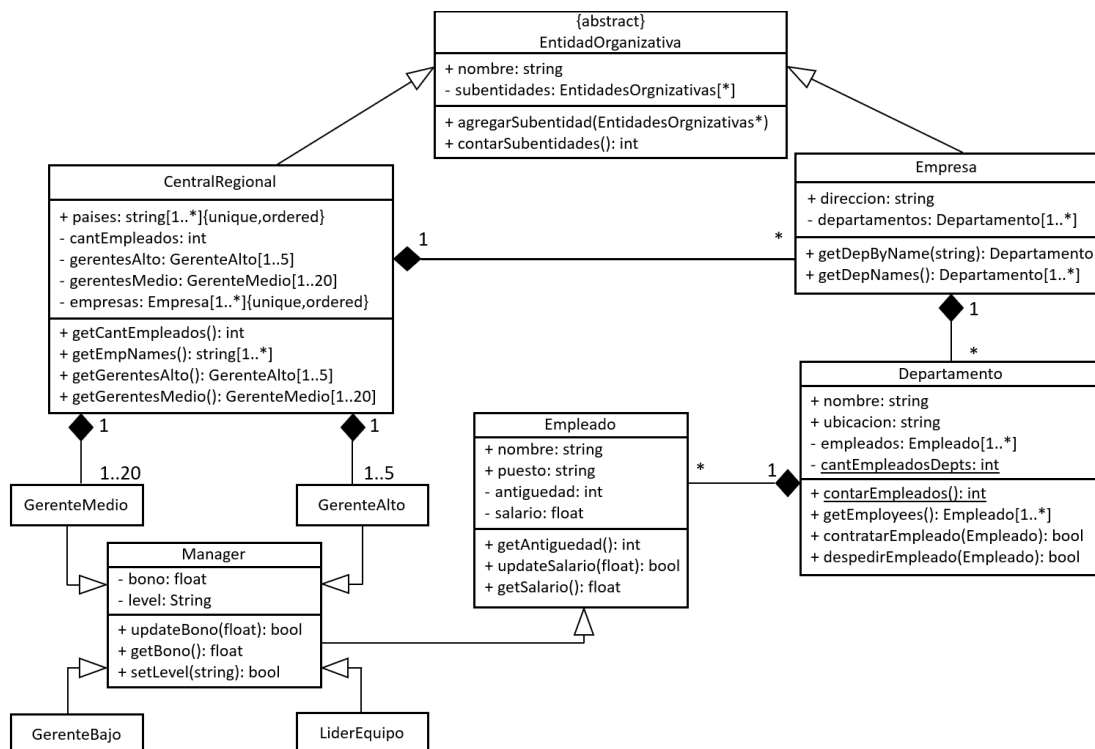 {abstract}
EntidadOrganizativa
+ nombre: string
- subentidades: EntidadesOrgnizativas[*]
+ agregarSubentidad(EntidadesOrgnizativas*)
+ contarSubentidades(): int
CentralRegional
+ paises: string[1..*]{unique,ordered}
- cantEmpleados: int
- gerentesAlto: GerenteAlto[1..5]
- gerentesMedio: GerenteMedio[1..20]
- empresas: Empresa[1..*]{unique,ordered}
+ getCantEmpleados(): int
+ getEmpNames(): string[1..*]
+ getGerentesAlto(): GerenteAlto[1..5]
+ getGerentesMedio(): GerenteMedio[1..20]
1
*
Empresa
+ direccion: string
- departamentos: Departamento[1..*]
+ getDepByName(string): Departamento
+ getDepNames(): Departamento[1..*]
1
*
Departamento
+ nombre: string
+ ubicacion: string
- empleados: Empleado[1..*]
- cantEmpleadosDepts: int
+ contarEmpleados(): int
+ getEmployees(): Empleado[1..*]
+ contratarEmpleado(Empleado): bool
+ despedirEmpleado(Empleado): bool
*
1
Empleado
+ nombre: string
+ puesto: string
- antiguedad: int
- salario: float
+ getAntiguedad(): int
+ updateSalario(float): bool
+ getSalario(): float
1
1..20
1
1..5
GerenteMedio
GerenteAlto
Manager
- bono: float
- level: String
+ updateBono(float): bool
+ getBono(): float
+ setLevel(string): bool
GerenteBajo
LiderEquipo